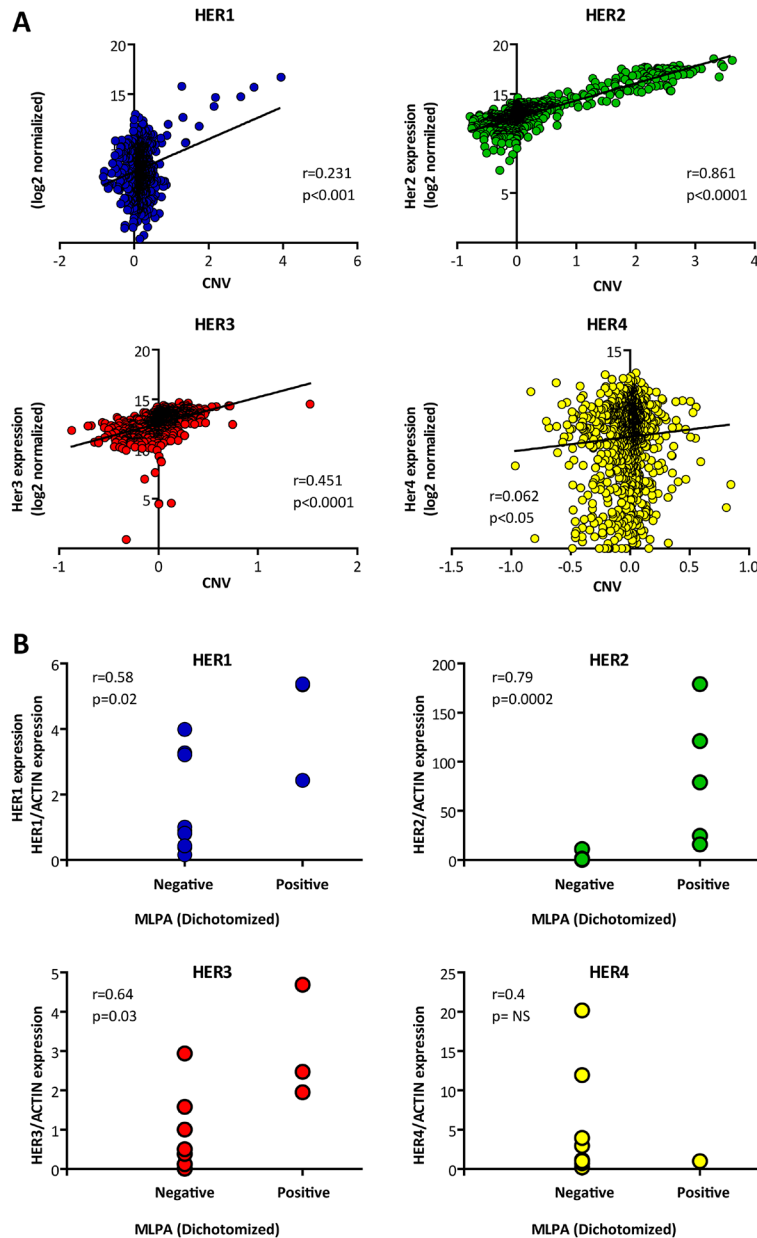 A
HER1
(log2 normialized)
20
15
r=0.231
p<0.001
-2
0
2
4
6
CNV
HER2
Her2 expression
(log2 normilzed)
20
15
5
r=0.861
p<0.0001
-1
0
1
2
3
4
CNV
HER3
Her3 expression
(log2 normalized)
20
15
10
5
r=0.451
p<0.0001
-1
0
1
2
CNV
HER4
Her4 expression
(log2 normalized)
15
r=0.062
p<0.05
-1.5
-1.0
-0.5
0.0
0.5
1.0
CNV
B
HER1
HER1 expression
HER1/ACTIN expression
6
4
2
0
r=0.58
p=0.02
Negative
Positive
MLPA (Dichotomized)
HER2
HER2/ACTIN expression
200
150
100
50
0
r=0.79
p=0.0002
Negative
Positive
MLPA (Dichotomized)
HER3
HER3/ACTIN expression
5
4
3
2
1
0
r=0.64
p=0.03
Negative
Positive
MLPA (Dichotomized)
HER4
HER4/ACTIN expression
25
20
15
10
5
0
r=0.4
p= NS
Negative
Positive
MLPA (Dichotomized)